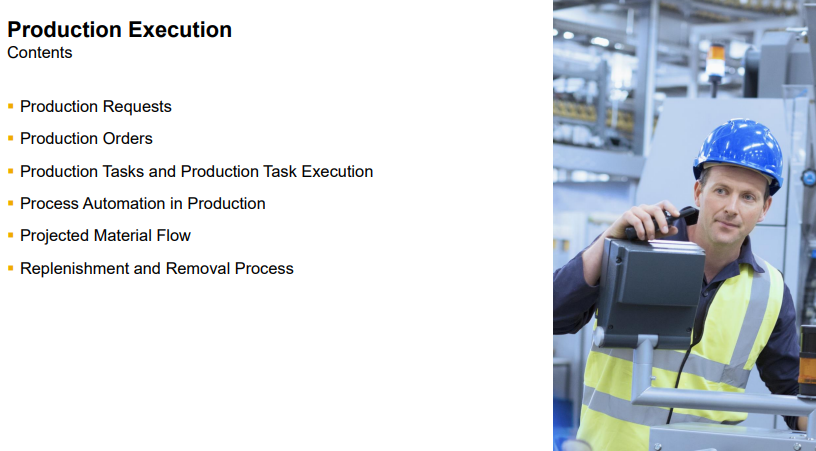 Production Execution
Contents
▪ Production Requests
▪ Production Orders
▪ Production Tasks and Production Task Execution
▪ Process Automation in Production
▪ Projected Material Flow
▪ Replenishment and Removal Process